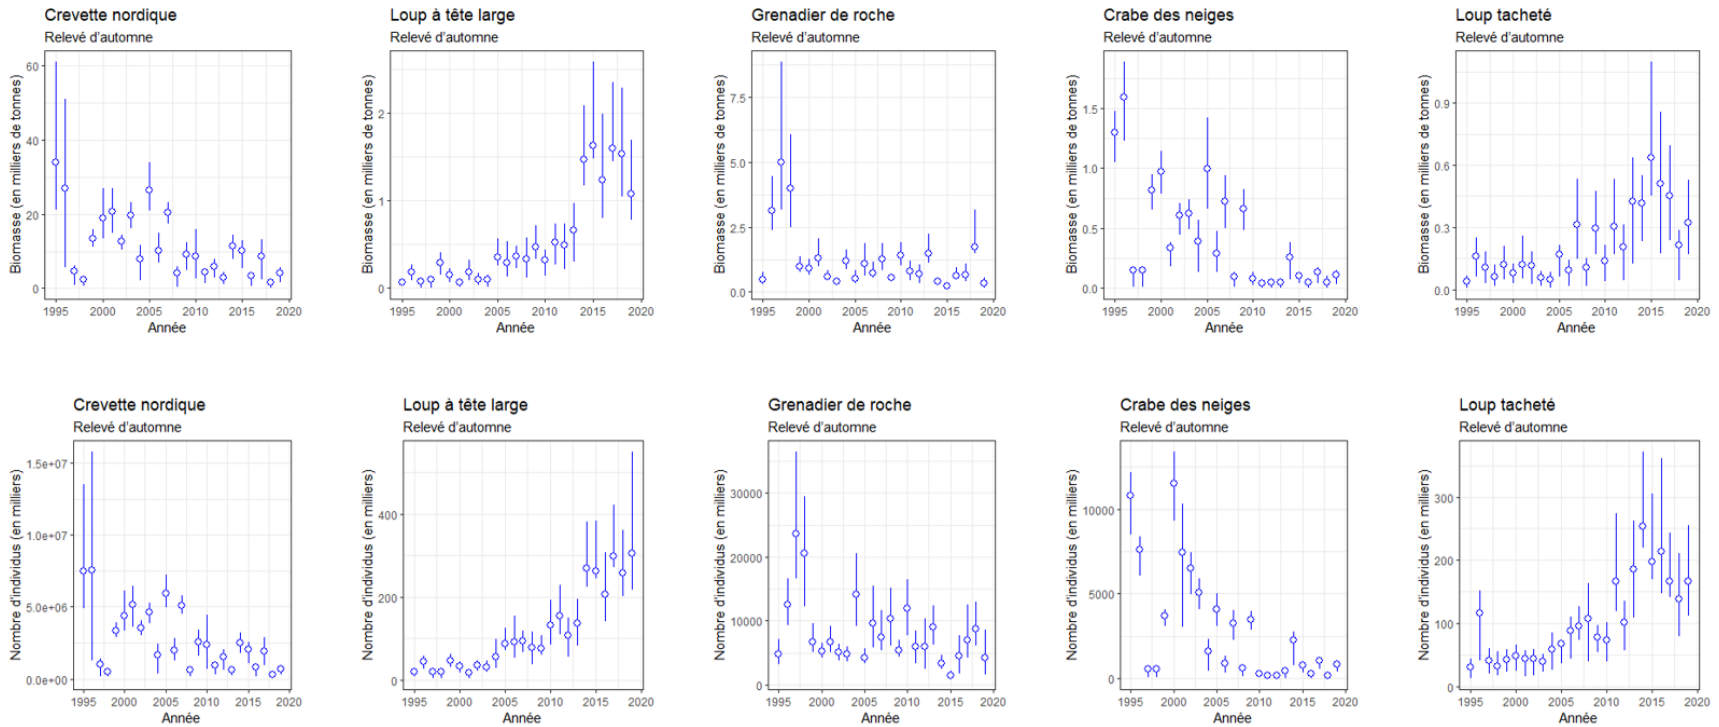 Crevette nordique
Relevé d'automne
Biomasse (en milliers de tonnes)
60
40
20
0
1995 2000 2005 2010 2015 2020
Année
Loup à tête large
Relevé d'automne
Biomasse (en milliers de tonnes)
2
1
0
1995 2000 2005 2010 2015 2020
Année
Grenadier de roche
Relevé d'automne
Biomasse (en milliers de tonnes)
7.5
5.0
2.5
0.0
1995 2000 2005 2010 2015 2020
Année
Crabe des neiges
Relevé d'automne
Biomasse (en milliers de tonnes)
1.5
1.0
0.5
0.0
1995 2000 2005 2010 2015 2020
Année
Loup tacheté
Relevé d'automne
Biomasse (en milliers de tonnes)
0.9
0.6
0.3
0.0
1995 2000 2005 2010 2015 2020
Année
Crevette nordique
Relevé d'automne
Nombre d'individus (en milliers)
1.5e+07
1.0e+07
5.0e+06
0.0e+00
1995 2000 2005 2010 2015 2020
Année
Loup à tête large
Relevé d'automne
Nombre d'individus (en milliers)
400
200
0
1995 2000 2005 2010 2015 2020
Année
Grenadier de roche
Relevé d'automne
Nombre d'individus (en milliers)
30000
20000
10000
0
1995 2000 2005 2010 2015 2020
Année
Crabe des neiges
Relevé d'automne
Nombre d'individus (en milliers)
10000
5000
0
1995 2000 2005 2010 2015 2020
Année
Loup tacheté
Relevé d'automne
Nombre d'individus (en milliers)
300
200
100
0
1995 2000 2005 2010 2015 2020
Année